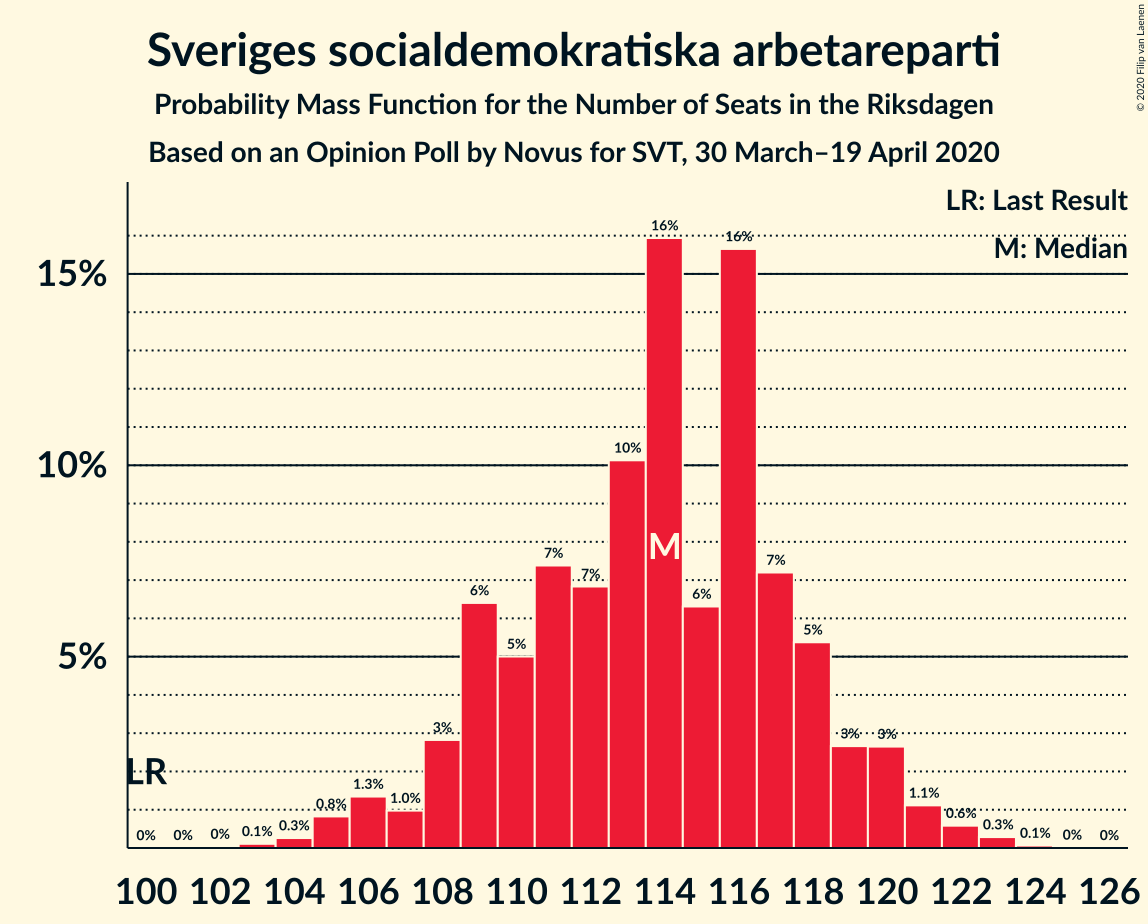 Sveriges socialdemokratiska arbetareparti
Probability Mass Function for the Number of Seats in the Riksdagen
Based on an Opinion Poll by Novus for SVT, 30 March–19 April 2020
© 2020 Filip van Laenen
LR: Last Result
M: Median
15%
10%
5%
0% 0% 0% 0.1% 0.3% 0.8% 1.3% 1.0% 3% 6% 5% 7% 7% 10% 16% 6% 16% 7% 5% 3% 3% 1.1% 0.6% 0.3% 0.1% 0% 0%
M
LR
100 102 104 106 108 110 112 114 116 118 120 122 124 126